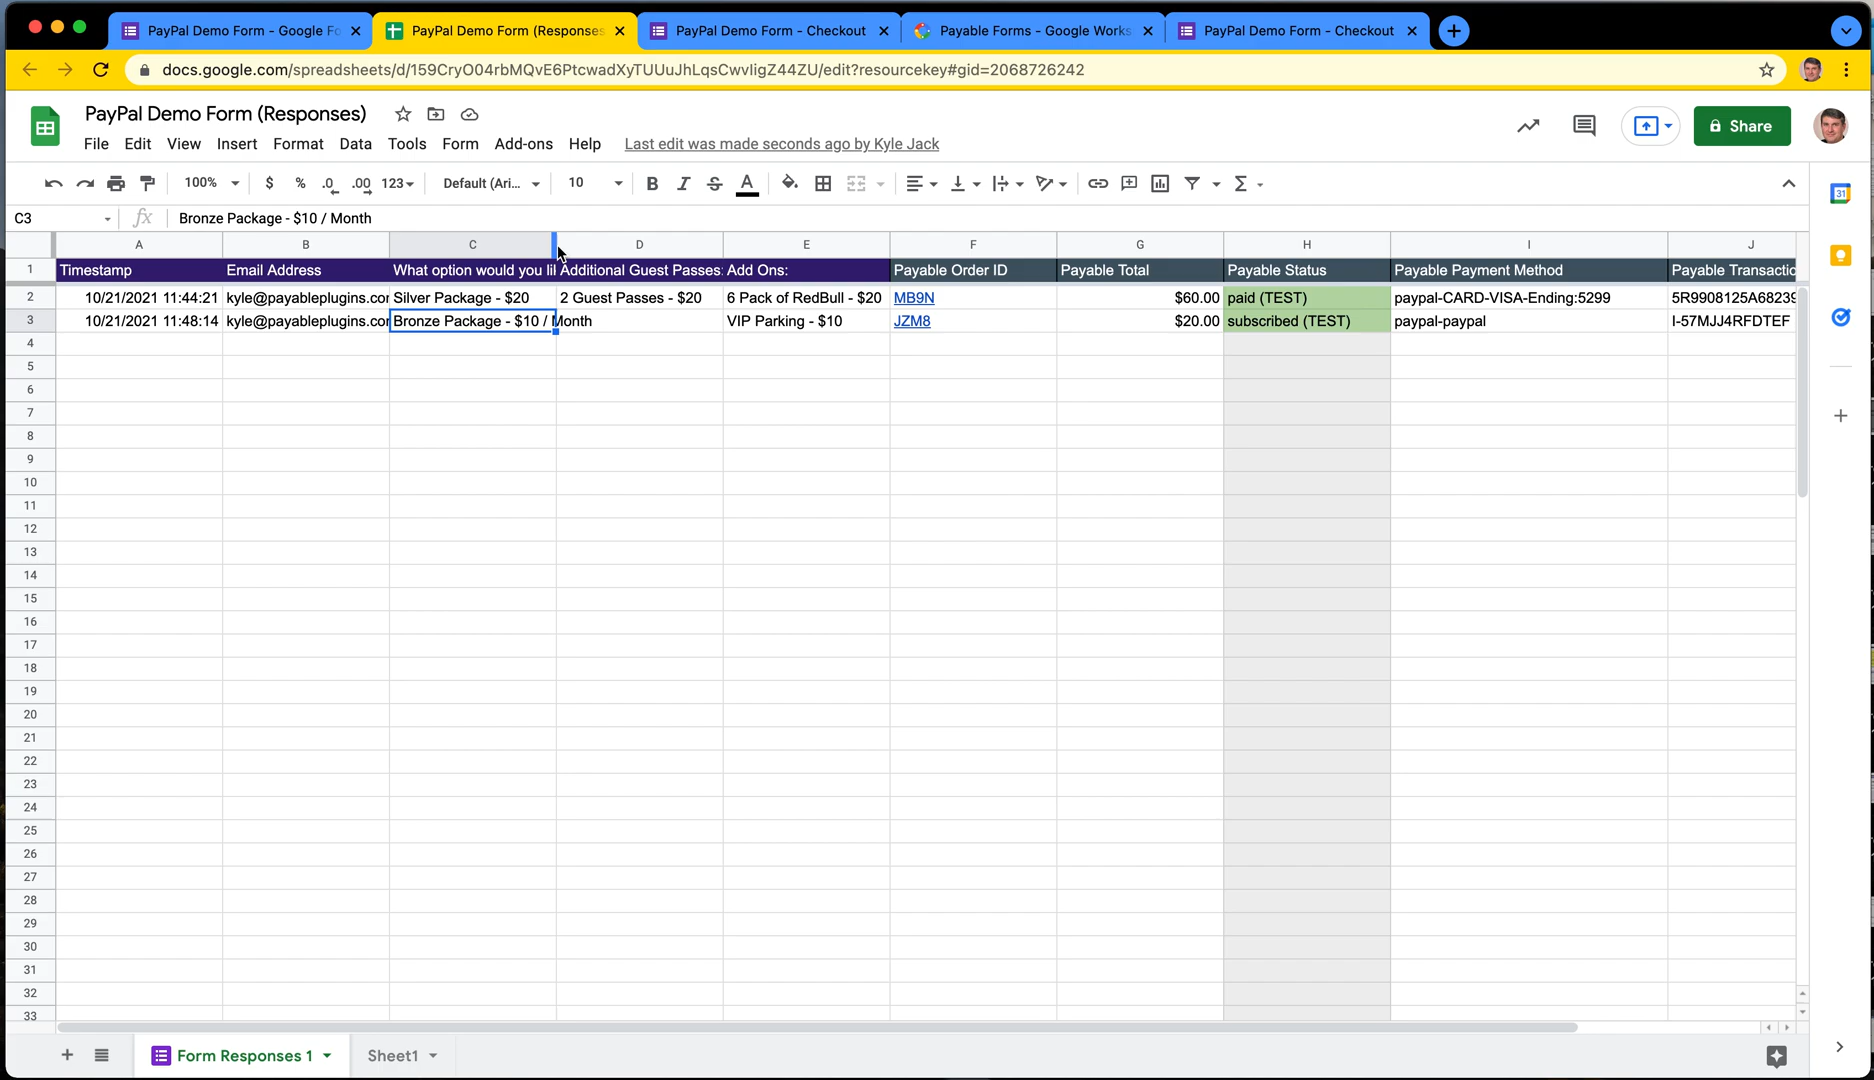 PayPal Demo Form - Google Fo
PayPal Demo Form (Responses
PayPal Demo Form - Checkout
Payable Forms - Google Works
PayPal Demo Form - Checkout
docs.google.com/spreadsheets/d/159CryO04rbMQvE6PtcwadXyTUUuJhLqsCwvligZ44ZU/edit?resourcekey#gid=2068726242
PayPal Demo Form (Responses)
File Edit View Insert Format Data Tools Form Add-ons Help Last edit was made seconds ago by Kyle Jack
Share
100% $ % .0 .00 123 Default (Ari... 10 B I S A Σ
31
C3 fx Bronze Package - $10 / Month
A B C D E F G H I J
1 Timestamp Email Address What option would you lil Additional Guest Passes: Add Ons: Payable Order ID Payable Total Payable Status Payable Payment Method Payable Transactio
2 10/21/2021 11:44:21 kyle@payableplugins.cor Silver Package - $20 2 Guest Passes - $20 6 Pack of RedBull - $20 MB9N $60.00 paid (TEST) paypal-CARD-VISA-Ending:5299 5R9908125A68239
3 10/21/2021 11:48:14 kyle@payableplugins.cor Bronze Package - $10 / Month VIP Parking - $10 JZM8 $20.00 subscribed (TEST) paypal-paypal I-57MJJ4RFDTEF
4
5
6
7
8
9
10
11
12
13
14
15
16
17
18
19
20
21
22
23
24
25
26
27
28
29
30
31
32
33
Form Responses 1 Sheet1